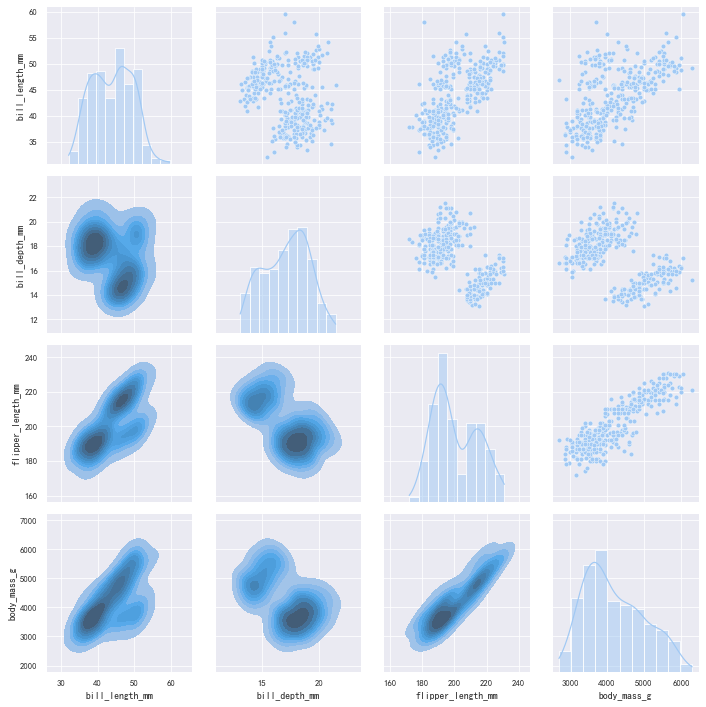 60
55
50
45
40
35
bill_length_mm
22
20
18
16
14
12
bill_depth_mm
240
220
200
180
160
flipper_length_mm
7000
6000
5000
4000
3000
2000
body_mass_g
30 40 50 60
bill_length_mm
15 20
bill_depth_mm
160 180 200 220 240
flipper_length_mm
3000 4000 5000 6000
body_mass_g